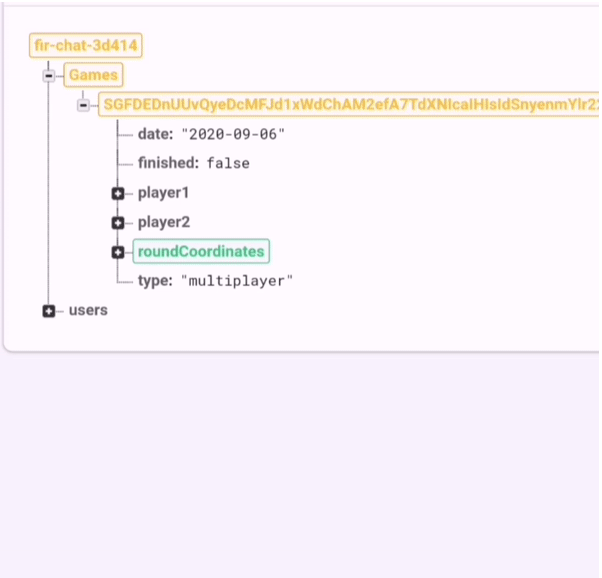 fir-chat-3d414
Games
date: "2020-09-06"
finished: false
player1
player2
roundCoordinates
type: "multiplayer"
users